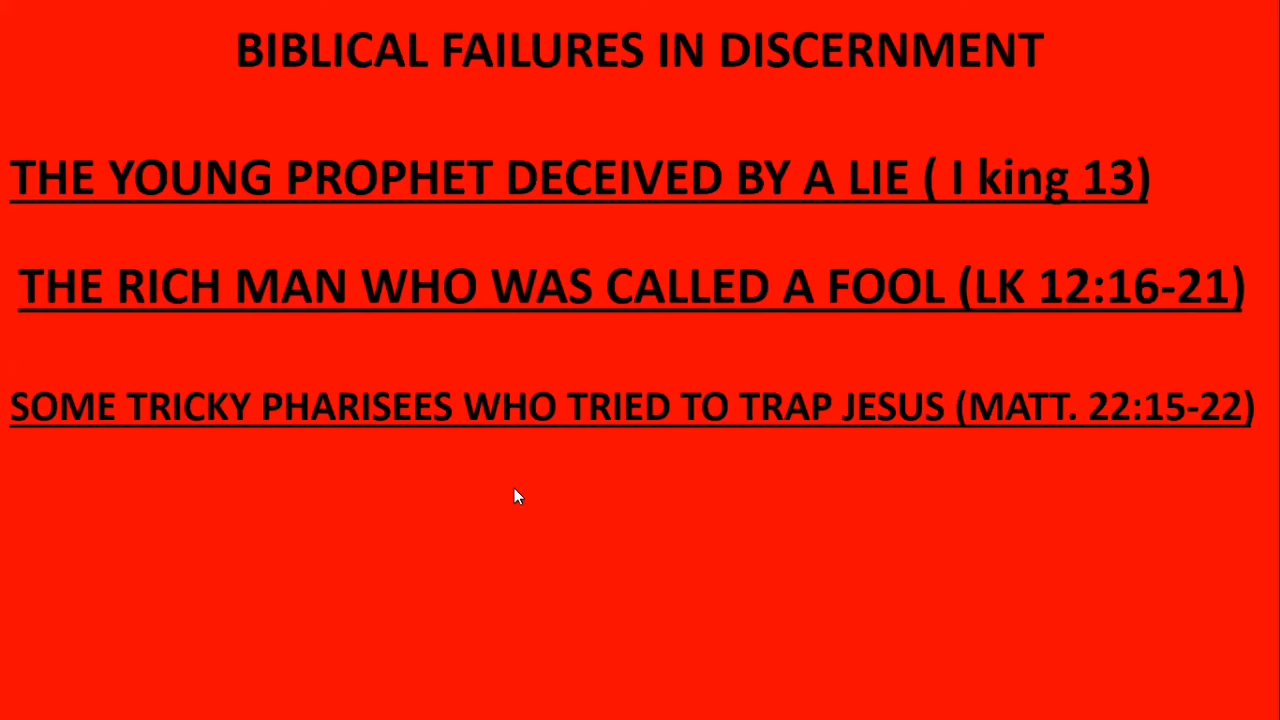 BIBLICAL FAILURES IN DISCERNMENT
THE YOUNG PROPHET DECEIVED BY A LIE ( I king 13)
THE RICH MAN WHO WAS CALLED A FOOL (LK 12:16-21)
SOME TRICKY PHARISEES WHO TRIED TO TRAP JESUS (MATT. 22:15-22)